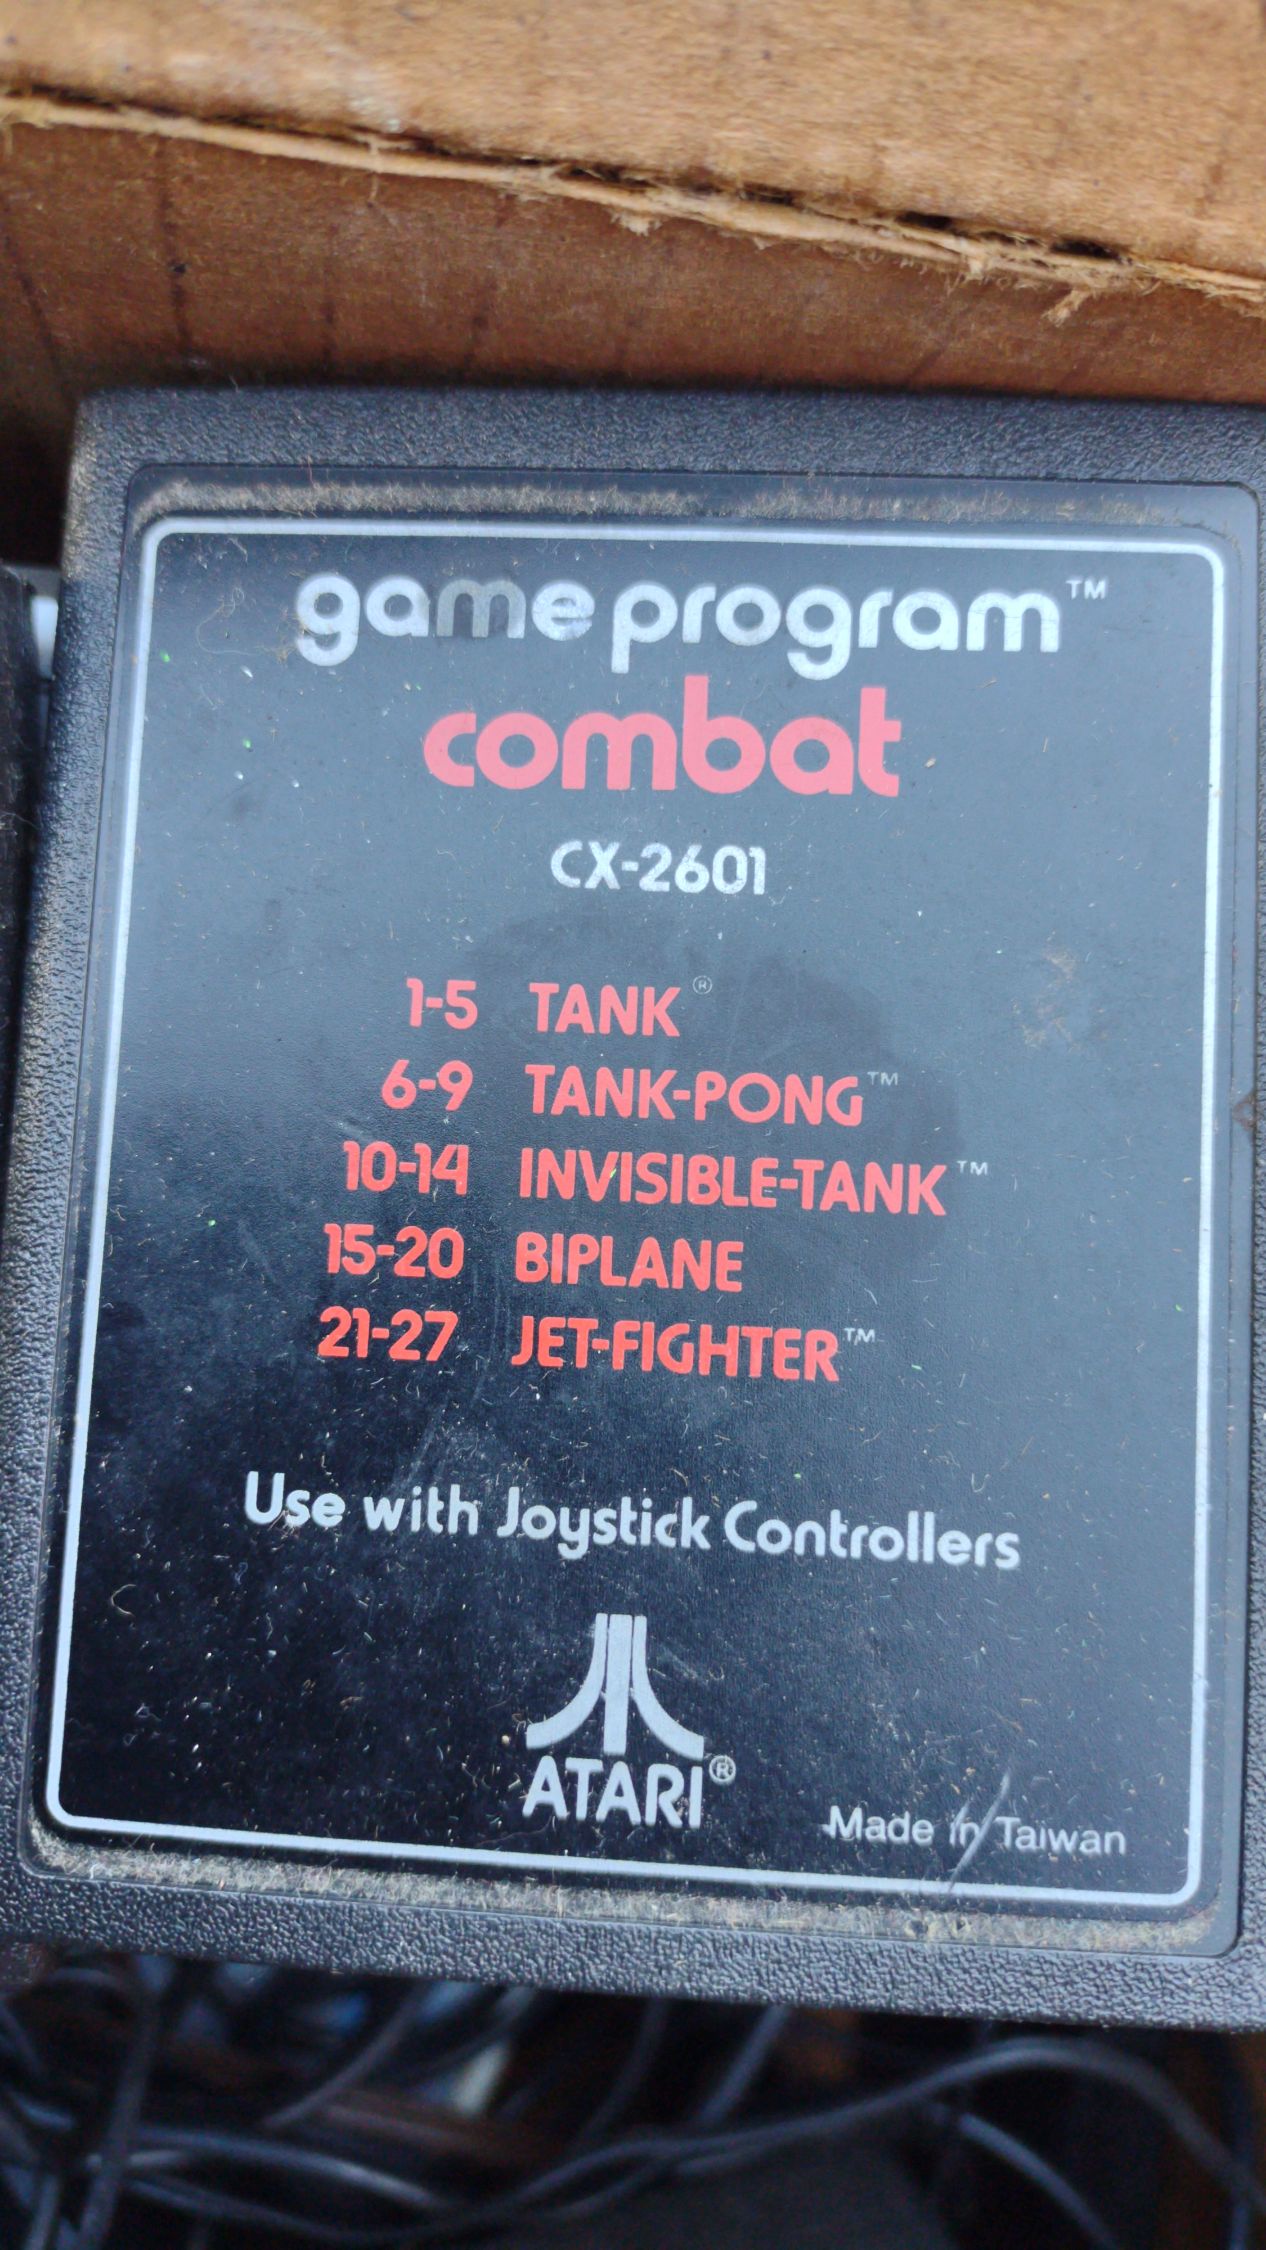 game program™
combat
CX-2601
1-5 TANK®
6-9 TANK-PONG™
10-14 INVISIBLE-TANK™
15-20 BIPLANE
21-27 JET-FIGHTER™
Use with Joystick Controllers
ATARI®
Made in Taiwan